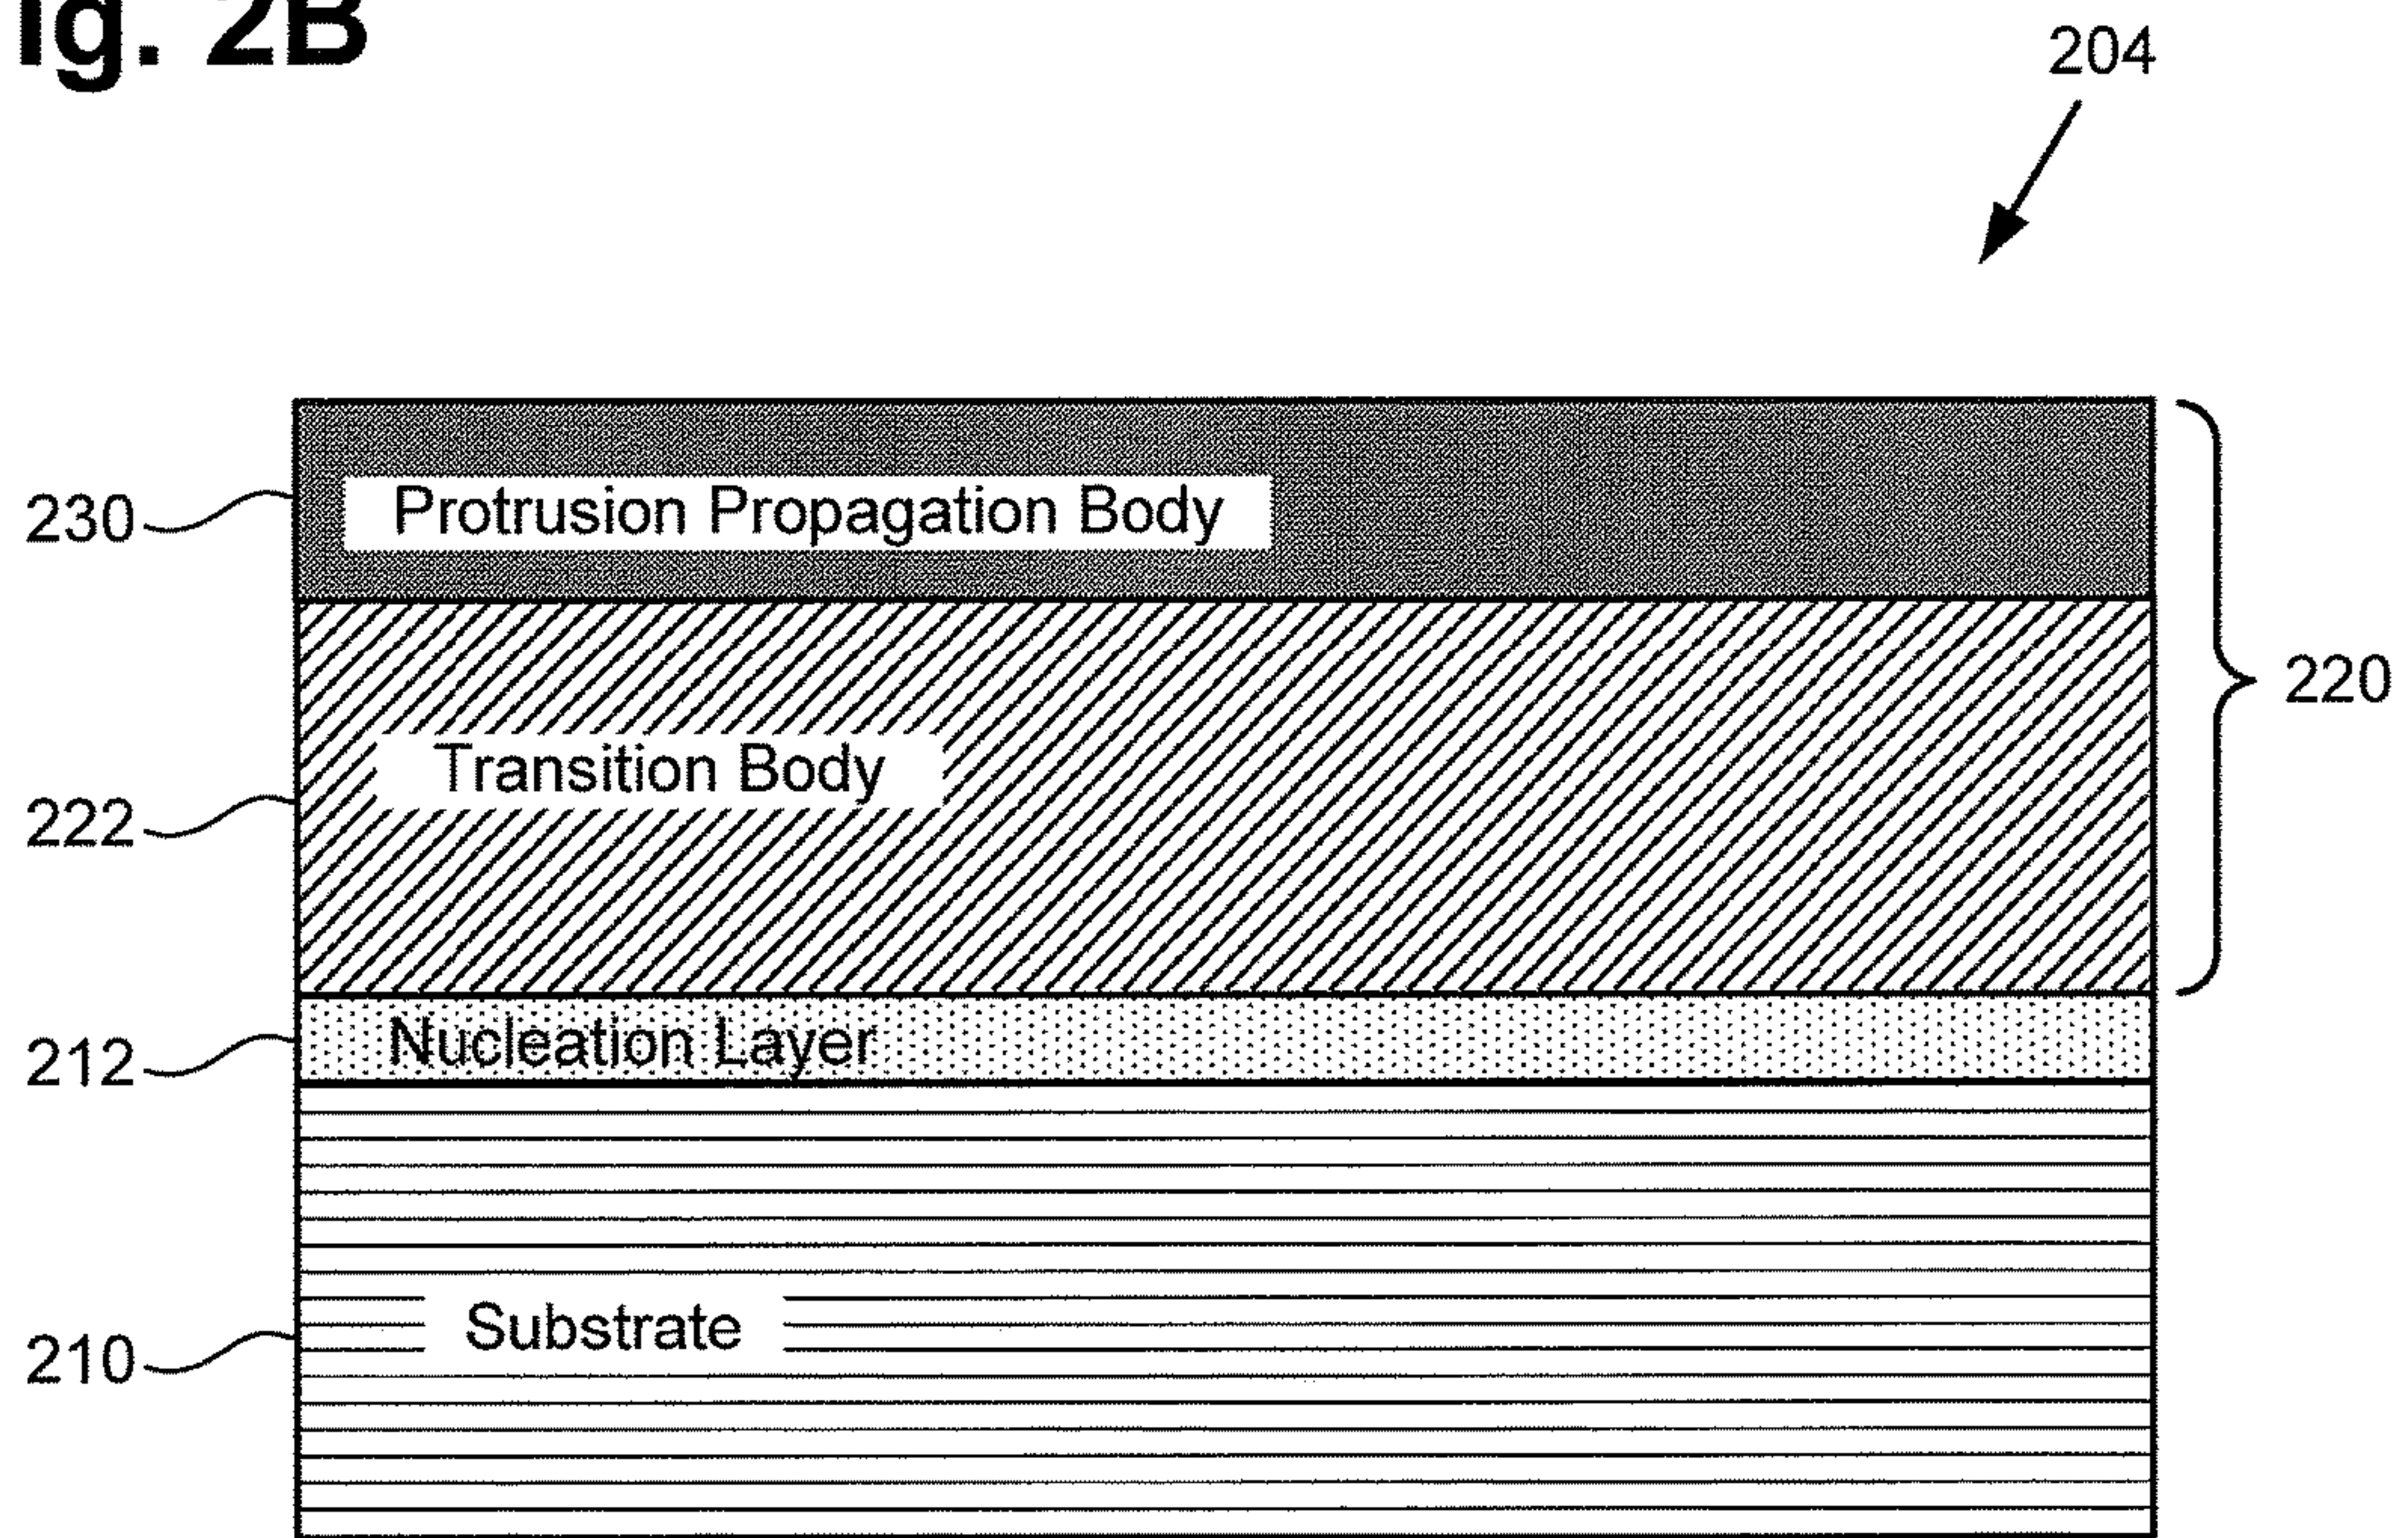 ig. 2B
204
230 Protrusion Propagation Body
220
222 Transition Body
212 Nucleation Layer
210 Substrate